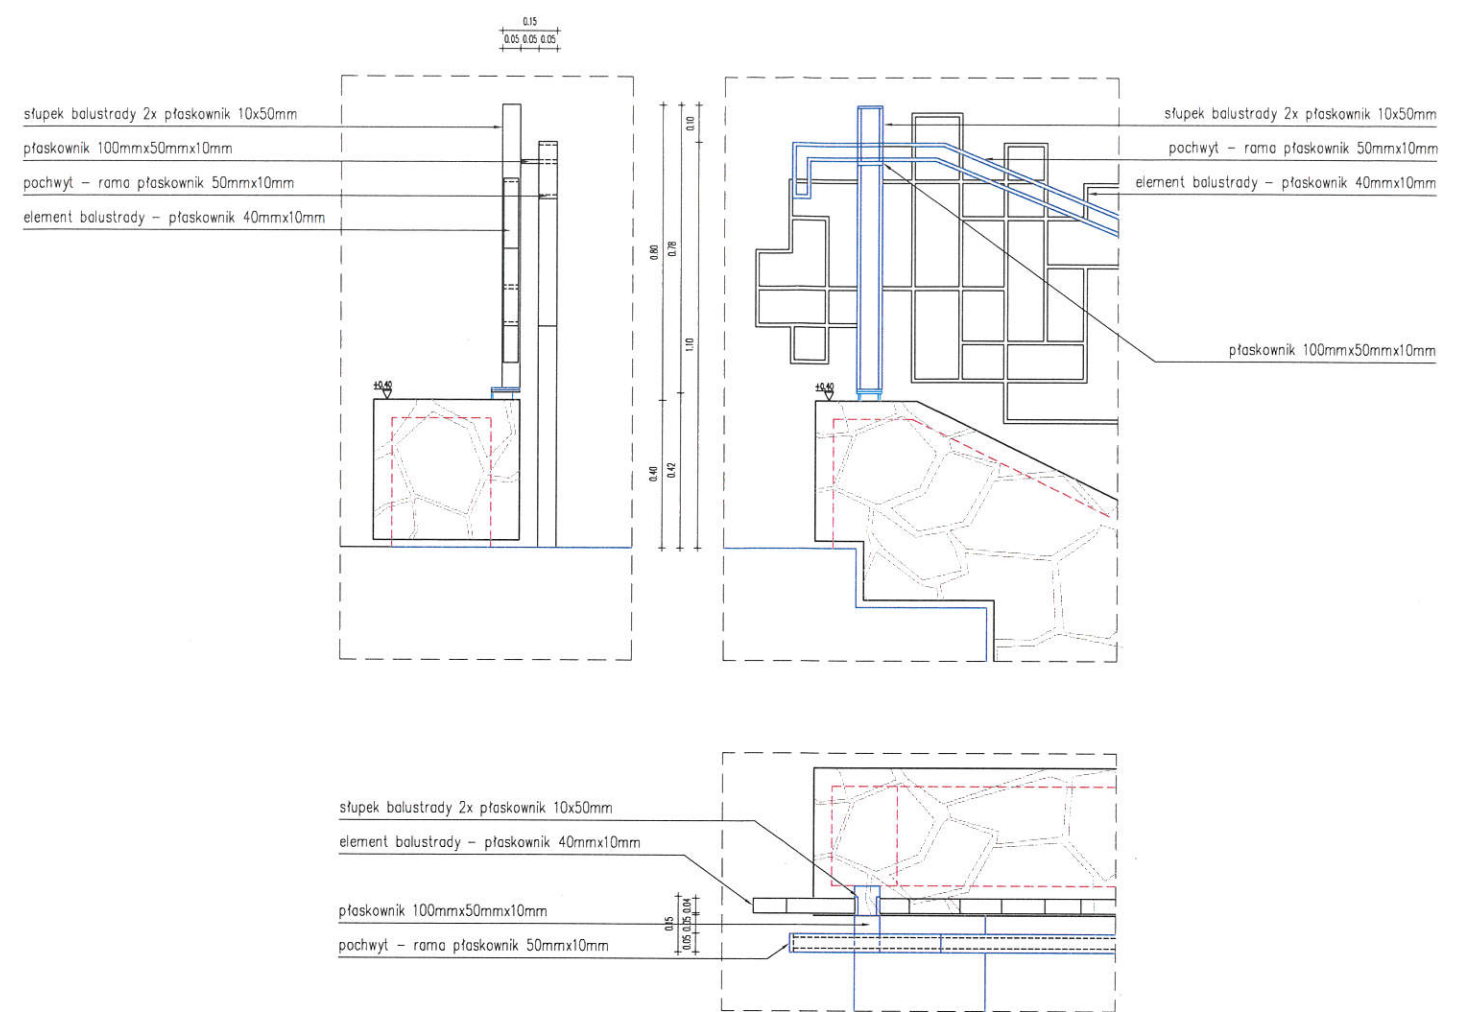 0.15
0.05 0.05 0.05
słupek balustrady 2x płaskownik 10x50mm
płaskownik 100mmx50mmx10mm
pochwyt – rama płaskownik 50mmx10mm
element balustrady – płaskownik 40mmx10mm
±0,40
0.80
0.40
0.78
0.42
0.10
1.10
słupek balustrady 2x płaskownik 10x50mm
pochwyt – rama płaskownik 50mmx10mm
element balustrady – płaskownik 40mmx10mm
płaskownik 100mmx50mmx10mm
±0,40
słupek balustrady 2x płaskownik 10x50mm
element balustrady – płaskownik 40mmx10mm
płaskownik 100mmx50mmx10mm
pochwyt – rama płaskownik 50mmx10mm
0.15
0.04
0.05
0.05